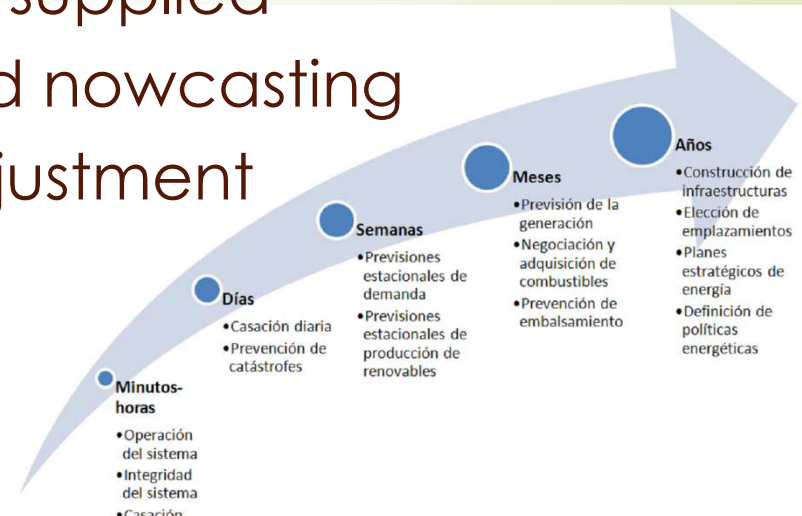 supplied
d nowcasting
justment
Minutos-
horas
•Operación
del sistema
•Integridad
del sistema
•Casación
Días
•Casación diaria
•Prevención de
catástrofes
Semanas
•Previsiones
estacionales de
demanda
•Previsiones
estacionales de
producción de
renovables
Meses
•Previsión de la
generación
•Negociación y
adquisición de
combustibles
•Prevención de
embalsamiento
Años
•Construcción de
infraestructuras
•Elección de
emplazamientos
•Planes
estratégicos de
energía
•Definición de
políticas
energéticas